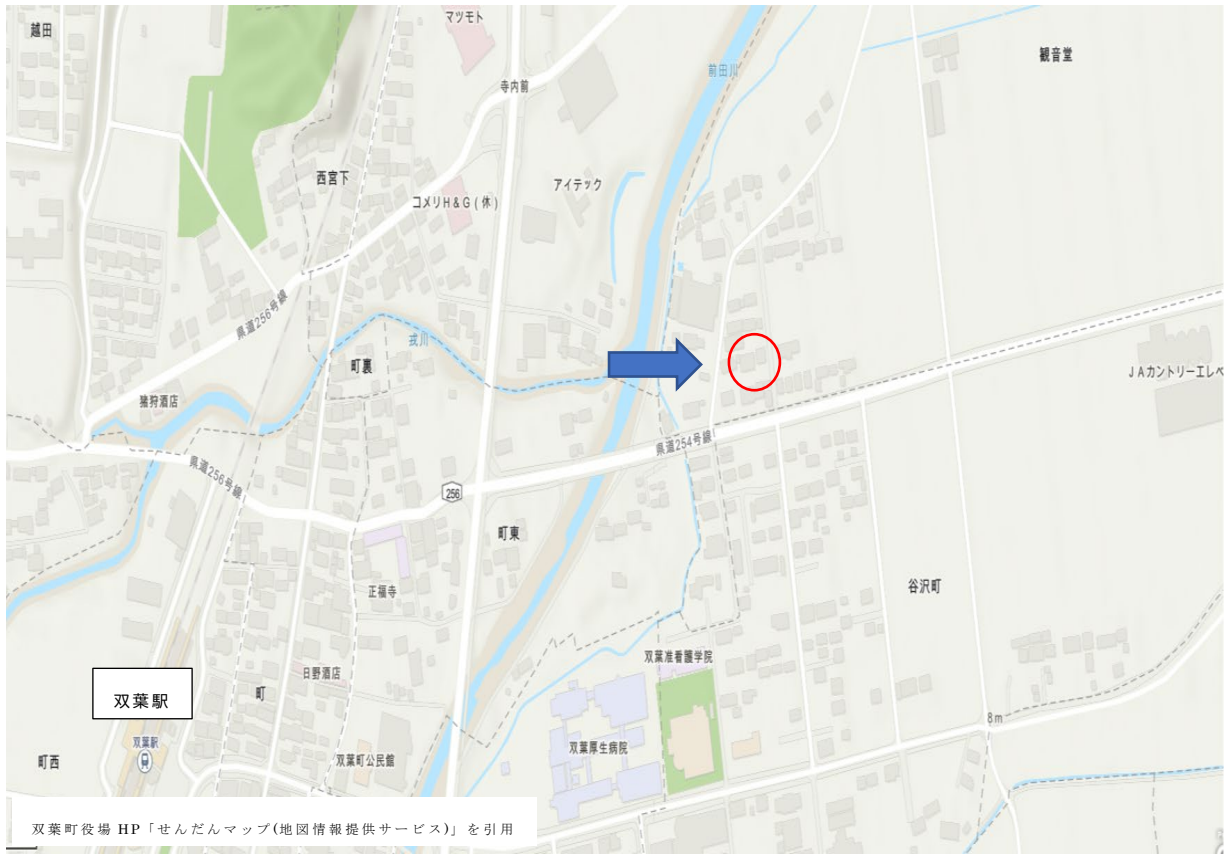 マツモト
越田
観音堂
前田川
寺内前
西宮下
アイテック
コメリH&G(休)
県道256号線
戎川
町裏
JAカントリーエレベ
猪狩酒店
県道254号線
県道256号線
256
町東
正福寺
谷沢町
双葉准看護学院
日野酒店
双葉駅
町
8m
双葉駅
双葉厚生病院
町西
双葉町公民館
双葉町役場 HP「せんだんマップ(地図情報提供サービス)」を引用